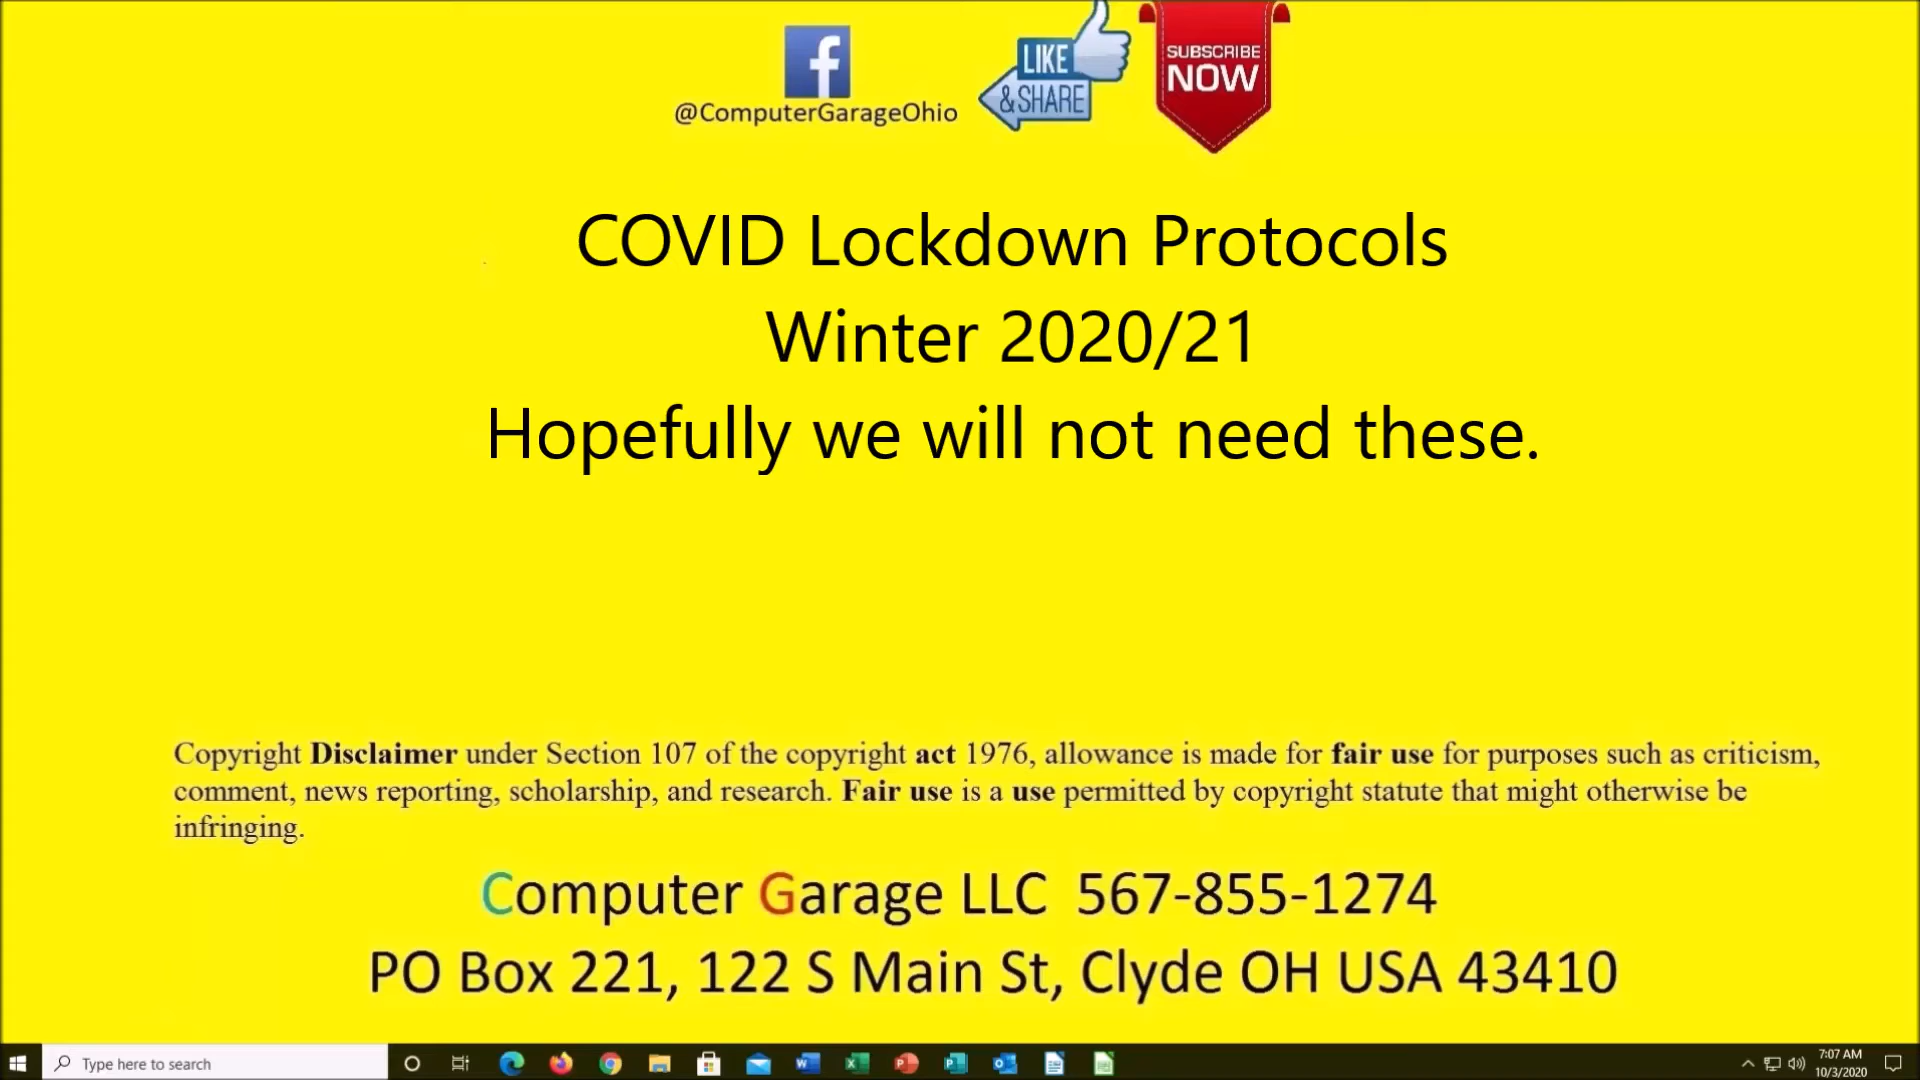 f
@ComputerGarageOhio
LIKE
& SHARE
SUBSCRIBE
NOW
COVID Lockdown Protocols
Winter 2020/21
Hopefully we will not need these.
Copyright Disclaimer under Section 107 of the copyright act 1976, allowance is made for fair use for purposes such as criticism,
comment, news reporting, scholarship, and research. Fair use is a use permitted by copyright statute that might otherwise be
infringing.
Computer Garage LLC 567-855-1274
PO Box 221, 122 S Main St, Clyde OH USA 43410
Type here to search
7:07 AM
10/3/2020